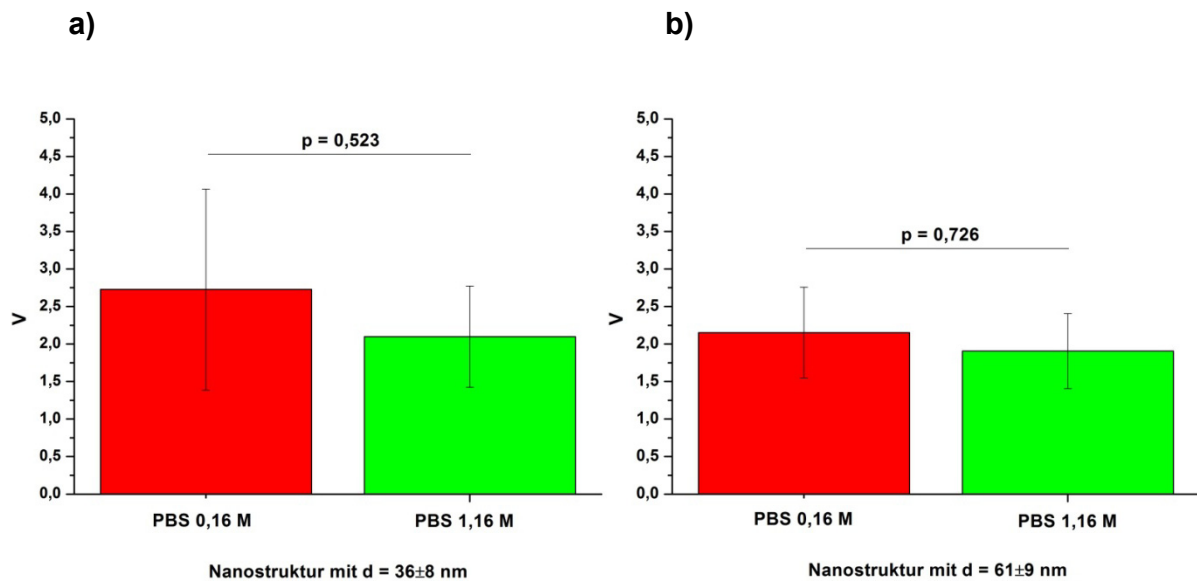 a)
5,0
4,5
4,0
3,5
3,0
2,5
2,0
1,5
1,0
0,5
0,0
V
p = 0,523
PBS 0,16 M
PBS 1,16 M
Nanostruktur mit d = 36±8 nm
b)
5,0
4,5
4,0
3,5
3,0
2,5
2,0
1,5
1,0
0,5
0,0
V
p = 0,726
PBS 0,16 M
PBS 1,16 M
Nanostruktur mit d = 61±9 nm